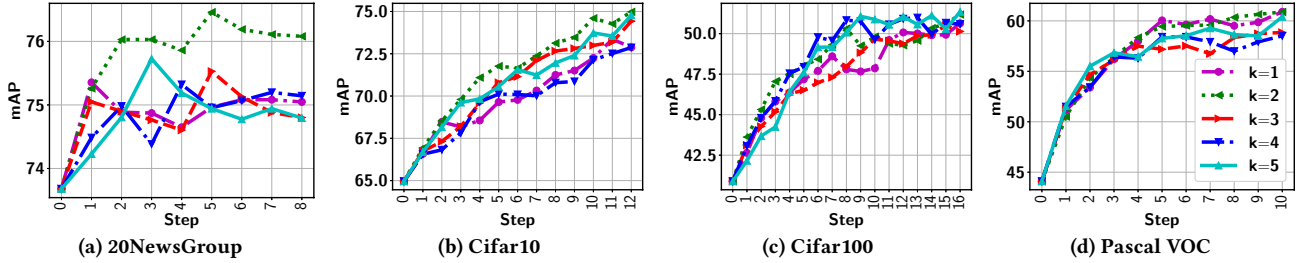 mAP
76
75
74
0 1 2 3 4 5 6 7 8
Step
(a) 20NewsGroup
mAP
75.0
72.5
70.0
67.5
65.0
0 1 2 3 4 5 6 7 8 9 10 11 12
Step
(b) Cifar10
mAP
50.0
47.5
45.0
42.5
0 1 2 3 4 5 6 7 8 9 10 11 12 13 14 15 16
Step
(c) Cifar100
mAP
60
55
50
45
0 1 2 3 4 5 6 7 8 9 10
Step
k=1
k=2
k=3
k=4
k=5
(d) Pascal VOC